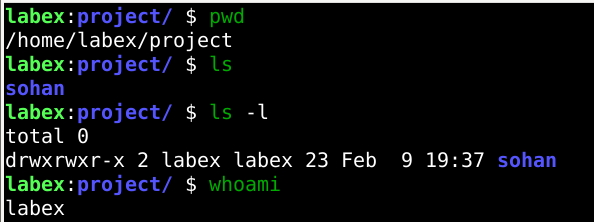 labex:project/ $ pwd
/home/labex/project
labex:project/ $ ls
sohan
labex:project/ $ ls -l
total 0
drwxrwxr-x 2 labex labex 23 Feb  9 19:37 sohan
labex:project/ $ whoami
labex